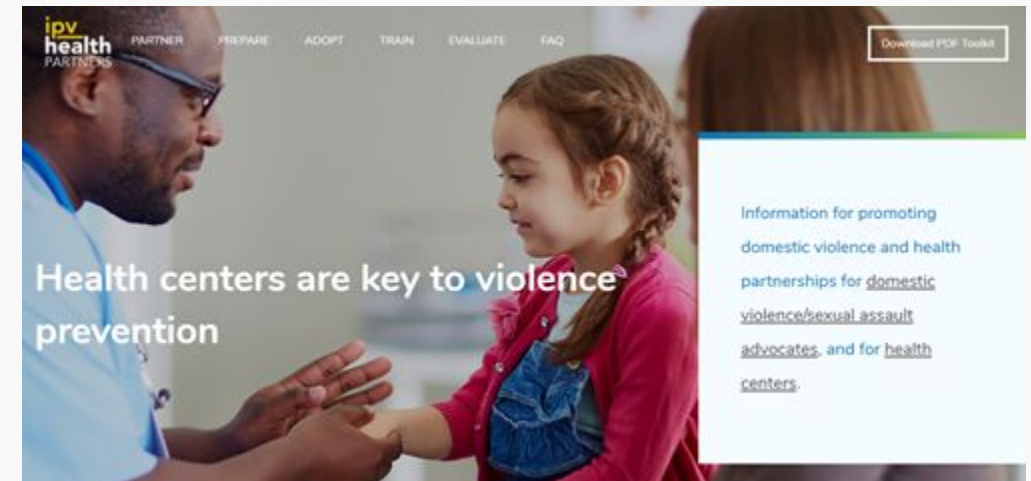 ipv
health
PARTNERS
PARTNER PREPARE ADOPT TRAIN EVALUATE FAQ
Download PDF Toolkit
Health centers are key to violence
prevention
Information for promoting
domestic violence and health
partnerships for domestic
violence/sexual assault
advocates, and for health
centers.